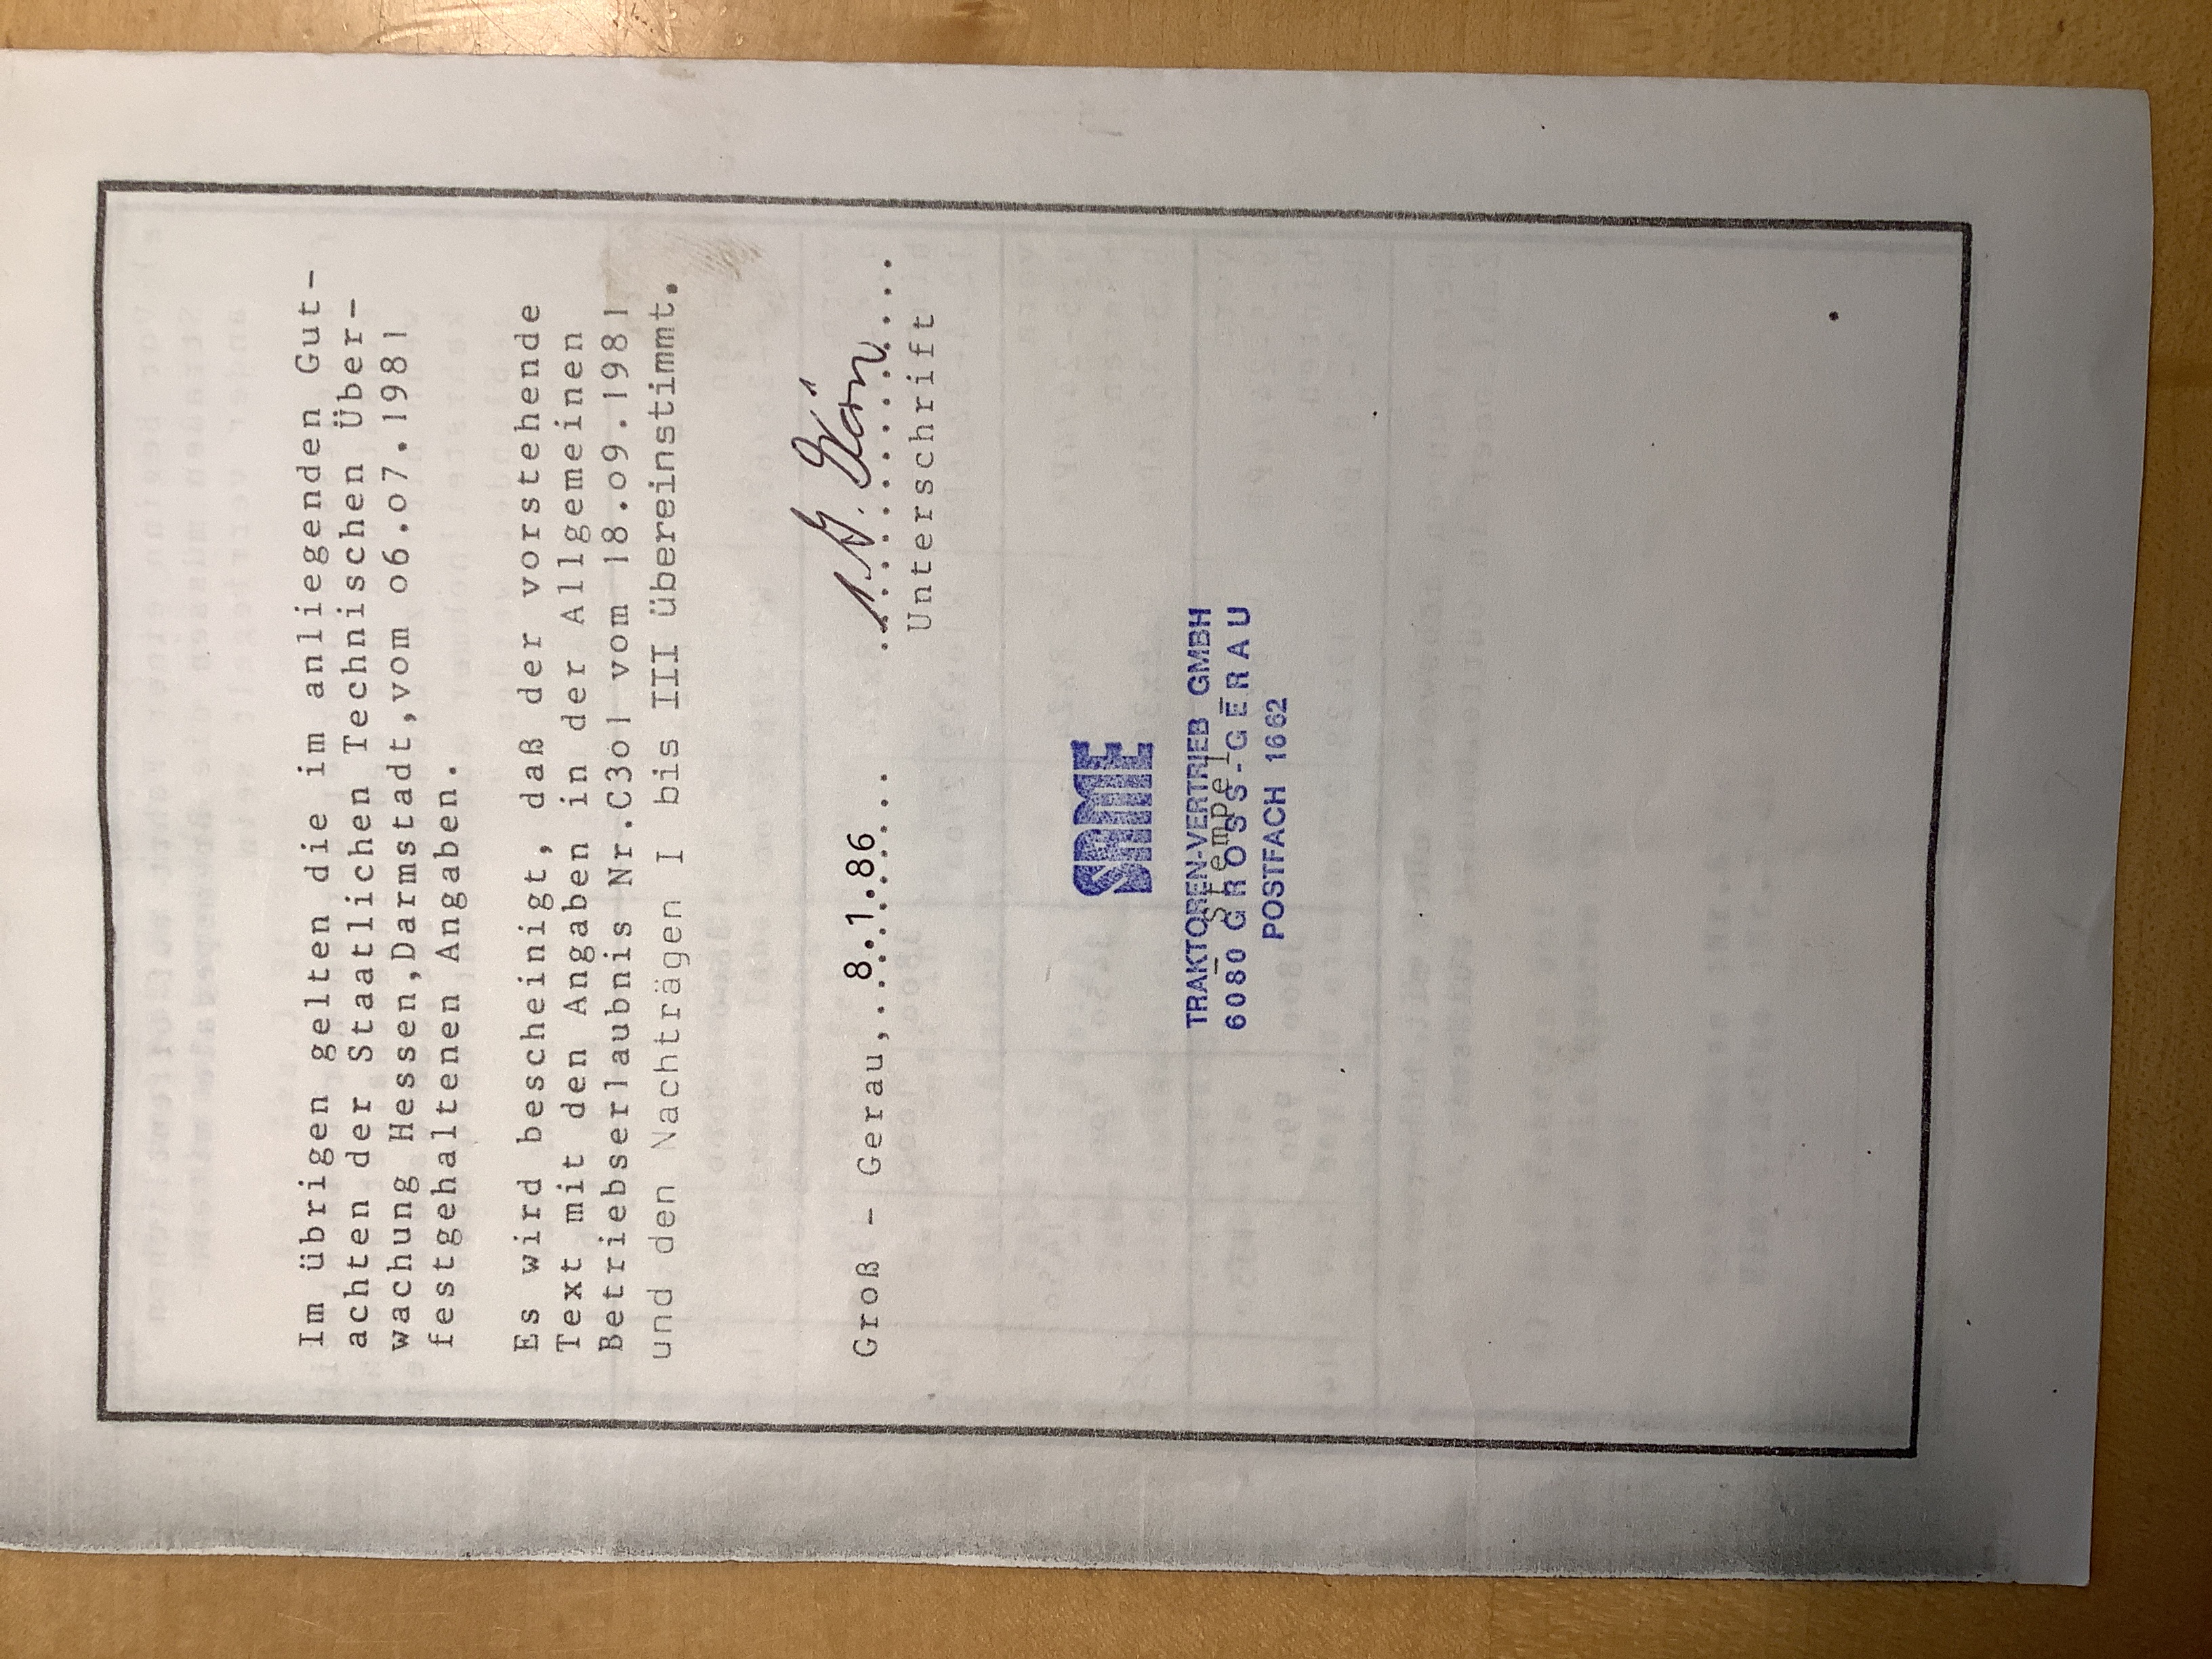 Im übrigen gelten die im anliegenden Gut-
achten der Staatlichen Technischen Über-
wachung Hessen,Darmstadt,vom o6.o7.1981
festgehaltenen Angaben.
Es wird bescheinigt, daß der vorstehende
Text mit den Angaben in der Allgemeinen
Betriebserlaubnis Nr.C3o1 vom 18.o9.1981
und den Nachträgen I bis III übereinstimmt.
Groß - Gerau, 8.1.86
Unterschrift
SAME
TRAKTOREN-VERTRIEB GMBH
- Stempel -
6080 GROSS-GERAU
POSTFACH 1662